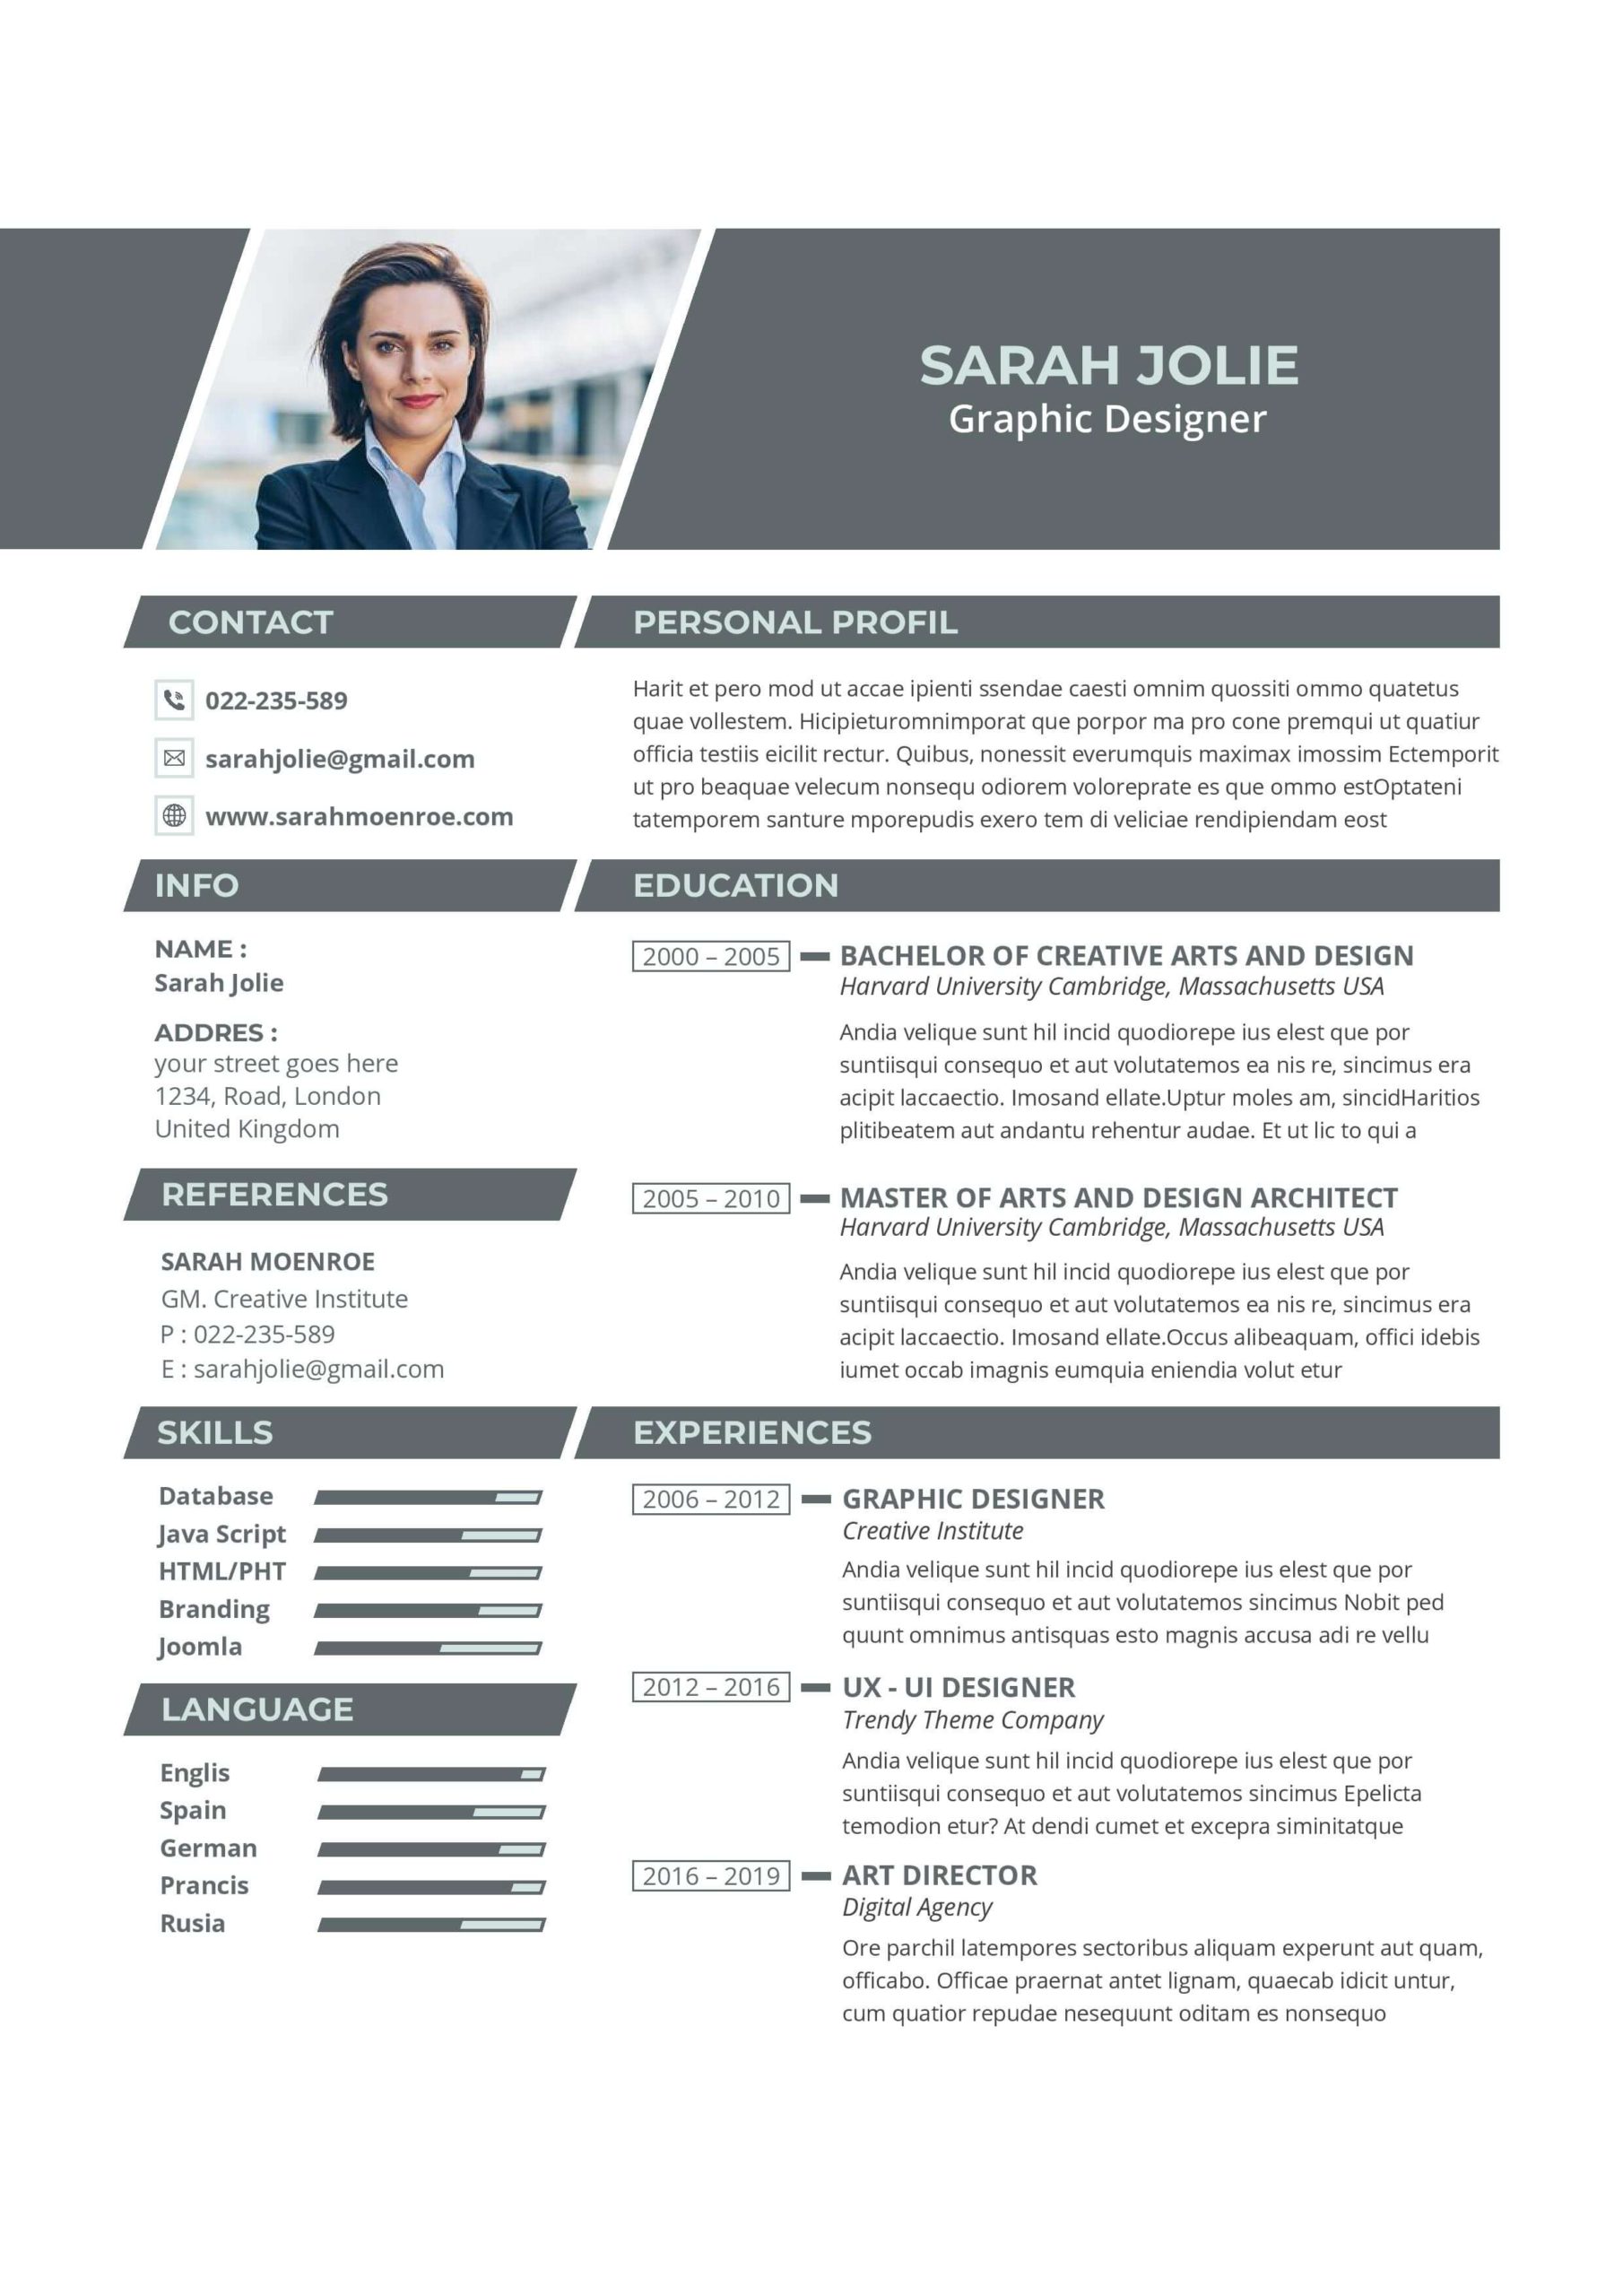 SARAH JOLIE
Graphic Designer
CONTACT
022-235-589
sarahjolie@gmail.com
www.sarahmoenroe.com
INFO
NAME :
Sarah Jolie
ADDRES :
your street goes here
1234, Road, London
United Kingdom
REFERENCES
SARAH MOENROE
GM. Creative Institute
P : 022-235-589
E : sarahjolie@gmail.com
SKILLS
Database
Java Script
HTML/PHT
Branding
Joomla
LANGUAGE
Englis
Spain
German
Prancis
Rusia
PERSONAL PROFIL
Harit et pero mod ut accae ipienti ssendae caesti omnim quossiti ommo quatetus
quae vollestem. Hicipieturomnimporat que porpor ma pro cone premqui ut quatiur
officia testiis eicilit rectur. Quibus, nonessit everumquis maximax imossim Ectemporit
ut pro beaquae velecum nonsequ odiorem voloreprate es que ommo estOptateni
tatemporem santure mporepudis exero tem di veliciae rendipiendam eost
EDUCATION
2000 – 2005 BACHELOR OF CREATIVE ARTS AND DESIGN
Harvard University Cambridge, Massachusetts USA
Andia velique sunt hil incid quodiorepe ius elest que por
suntiisqui consequo et aut volutatemos ea nis re, sincimus era
acipit laccaectio. Imosand ellate.Uptur moles am, sincidHaritios
plitibeatem aut andantu rehentur audae. Et ut lic to qui a
2005 – 2010 MASTER OF ARTS AND DESIGN ARCHITECT
Harvard University Cambridge, Massachusetts USA
Andia velique sunt hil incid quodiorepe ius elest que por
suntiisqui consequo et aut volutatemos ea nis re, sincimus era
acipit laccaectio. Imosand ellate.Occus alibeaquam, offici idebis
iumet occab imagnis eumquia eniendia volut etur
EXPERIENCES
2006 – 2012 GRAPHIC DESIGNER
Creative Institute
Andia velique sunt hil incid quodiorepe ius elest que por
suntiisqui consequo et aut volutatemos sincimus Nobit ped
quunt omnimus antisquas esto magnis accusa adi re vellu
2012 – 2016 UX - UI DESIGNER
Trendy Theme Company
Andia velique sunt hil incid quodiorepe ius elest que por
suntiisqui consequo et aut volutatemos sincimus Epelicta
temodion etur? At dendi cumet et excepra siminitatque
2016 – 2019 ART DIRECTOR
Digital Agency
Ore parchil latempores sectoribus aliquam experunt aut quam,
officabo. Officae praernat antet lignam, quaecab idicit untur,
cum quatior repudae nesequunt oditam es nonsequo